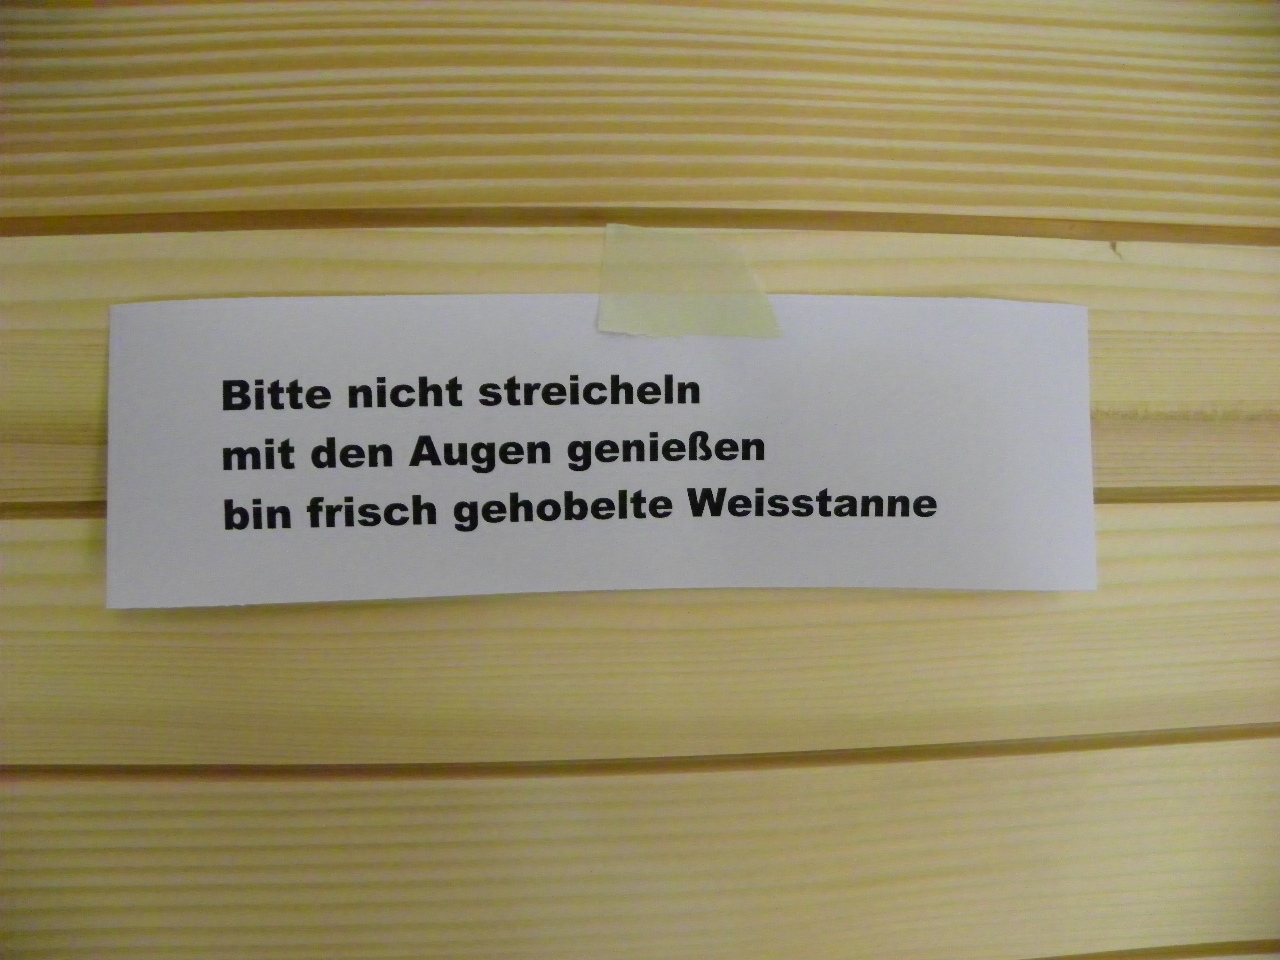 Bitte nicht streicheln
mit den Augen genießen
bin frisch gehobelte Weisstanne